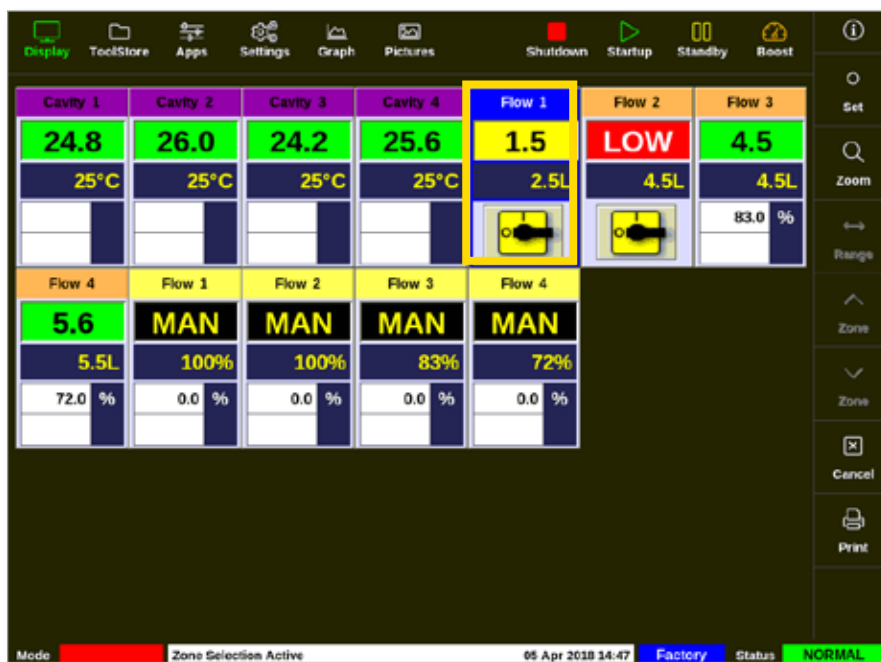 Display ToolStore Apps Settings Graph Pictures Shutdown Startup Standby Boost
Cavity 1 Cavity 2 Cavity 3 Cavity 4 Flow 1 Flow 2 Flow 3
24.8 26.0 24.2 25.6 1.5 LOW 4.5
25°C 25°C 25°C 25°C 2.5L 4.5L 4.5L
83.0 %
Flow 4 Flow 1 Flow 2 Flow 3 Flow 4
5.6 MAN MAN MAN MAN
5.5L 100% 100% 83% 72%
72.0 % 0.0 % 0.0 % 0.0 % 0.0 %
Set
Zoom
Range
Zone
Zone
Cancel
Print
Mode Zone Selection Active 05 Apr 2018 14:47 Factory Status NORMAL